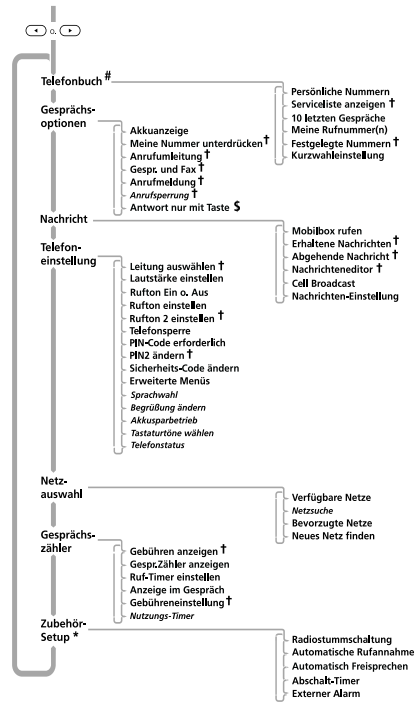 o.
Telefonbuch #
Persönliche Nummern
Serviceliste anzeigen †
10 letzten Gespräche
Meine Rufnummer(n)
Festgelegte Nummern †
Kurzwahleinstellung
Gesprächs-
optionen
Akkuanzeige
Meine Nummer unterdrücken †
Anrufumleitung †
Gespr. und Fax †
Anrufmeldung †
Anrufsperrung †
Antwort nur mit Taste $
Nachricht
Mobilbox rufen
Erhaltene Nachrichten †
Abgehende Nachricht †
Nachrichteneditor †
Cell Broadcast
Nachrichten-Einstellung
Telefon-
einstellung
Leitung auswählen †
Lautstärke einstellen
Rufton Ein o. Aus
Rufton einstellen
Rufton 2 einstellen †
Telefonsperre
PIN-Code erforderlich
PIN2 ändern †
Sicherheits-Code ändern
Erweiterte Menüs
Sprachwahl
Begrüßung ändern
Akkusparbetrieb
Tastaturtöne wählen
Telefonstatus
Netz-
auswahl
Verfügbare Netze
Netzsuche
Bevorzugte Netze
Neues Netz finden
Gesprächs-
zähler
Gebühren anzeigen †
Gespr.Zähler anzeigen
Ruf-Timer einstellen
Anzeige im Gespräch
Gebühreneinstellung †
Nutzungs-Timer
Zubehör-
Setup *
Radiostummschaltung
Automatische Rufannahme
Automatisch Freisprechen
Abschalt-Timer
Externer Alarm